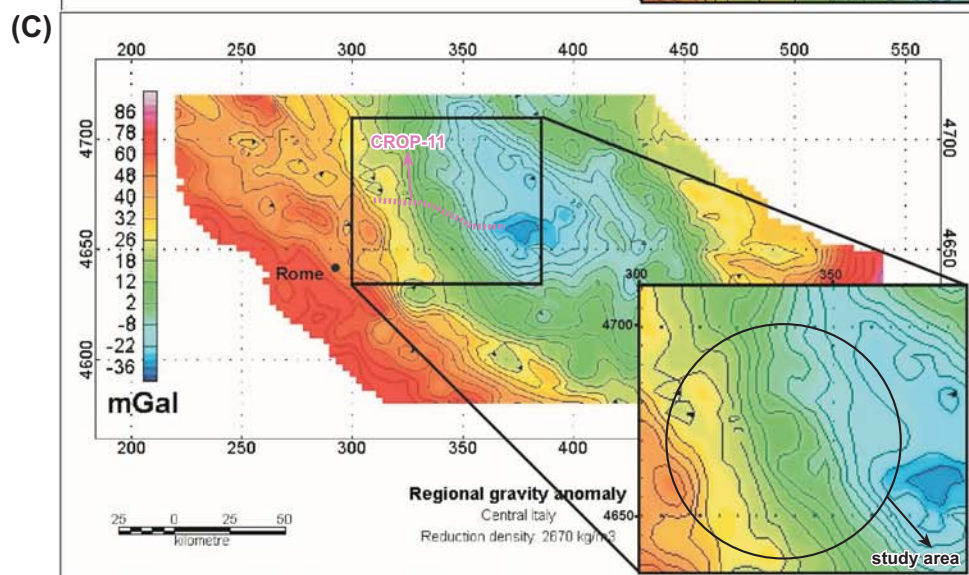 (C)
200 250 300 350 400 450 500 550
86
78
60
48
40
32
26
18
12
2
-8
-22
-36
mGal
4700
4650
4600
CROP-11
Rome
4700
4650
300 350
4700
4650
study area
200 250 300 350 400
Regional gravity anomaly
Central Italy
Reduction density: 2670 kg/m3
25 0 25 50
kilometre